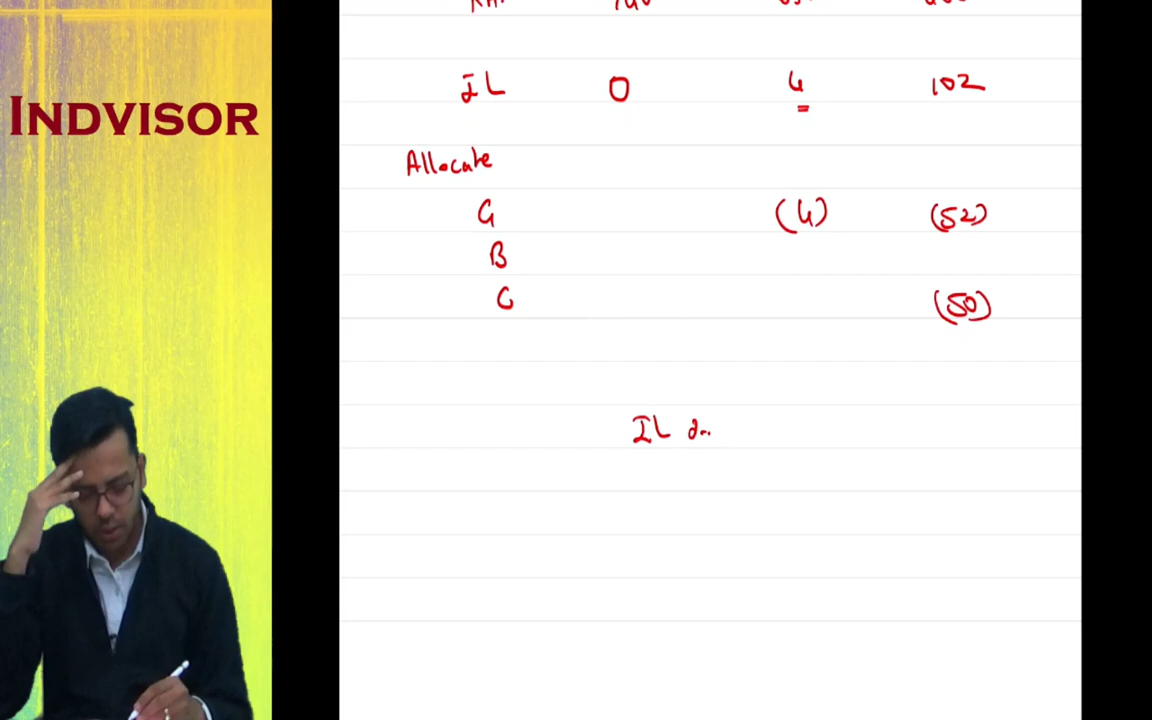 INDVISOR
IL 0 4 102
Allocate
G (4) (52)
B
C (50)
IL